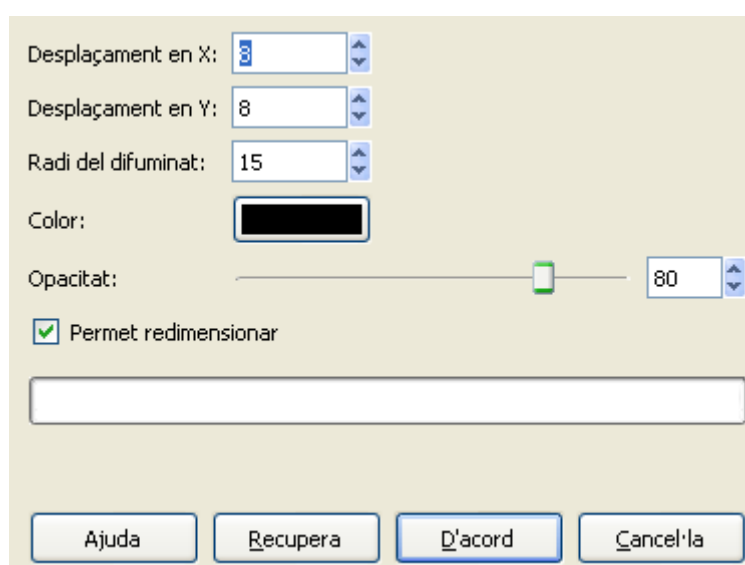 Desplaçament en X: 8
Desplaçament en Y: 8
Radi del difuminat: 15
Color:
Opacitat: 80
Permet redimensionar
Ajuda Recupera D'acord Cancel·la